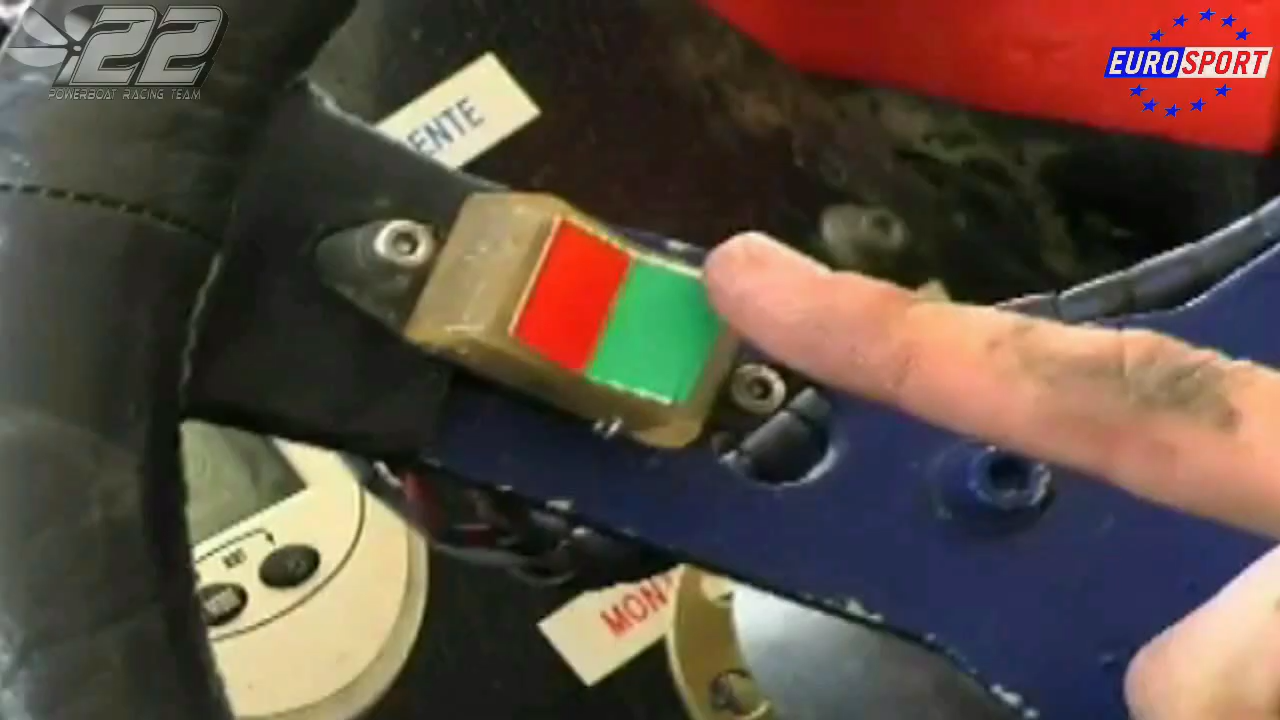 22
POWERBOAT RACING TEAM
EUROSPORT
ENTE
MON